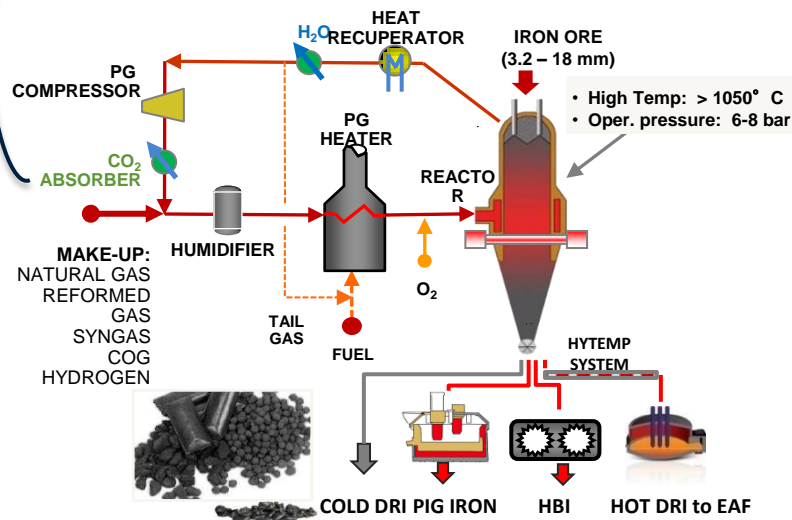 H₂O
HEAT
RECUPERATOR
IRON ORE
(3.2 – 18 mm)
PG
COMPRESSOR
• High Temp: > 1050° C
• Oper. pressure: 6-8 bar
PG
HEATER
CO₂
ABSORBER
REACTO
R
HUMIDIFIER
MAKE-UP:
NATURAL GAS
REFORMED
GAS
SYNGAS
COG
HYDROGEN
O₂
TAIL
GAS
FUEL
HYTEMP
SYSTEM
COLD DRI PIG IRON HBI HOT DRI to EAF